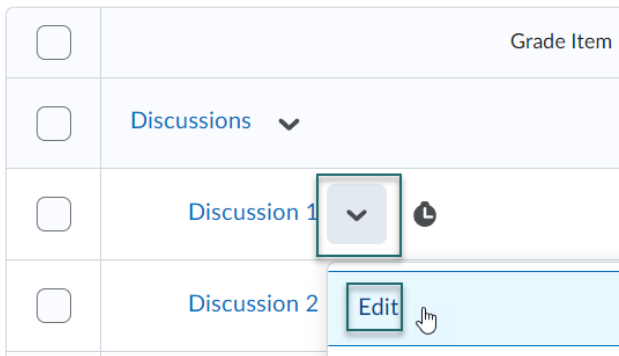 Grade Item
Discussions
Discussion 1
Discussion 2
Edit